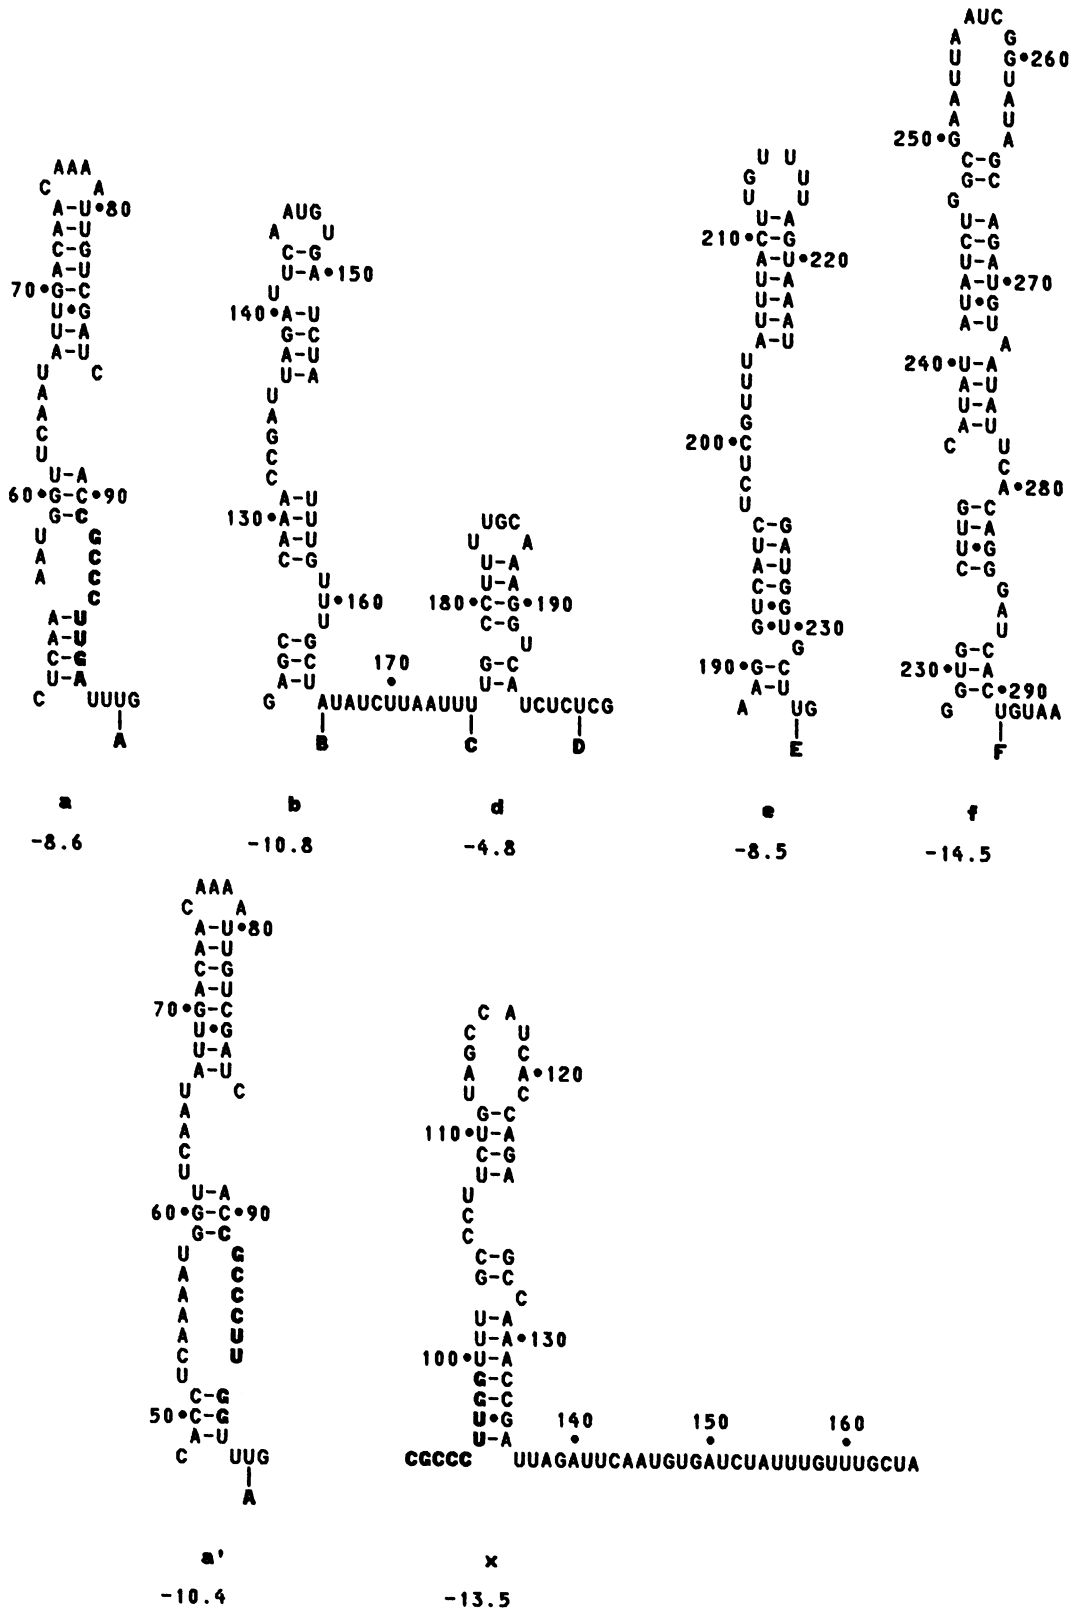 AAA
C A
A-U•80
A-U
C-G
A-U
70•G-C
U•G
U-A
A-U
U C
A
A
C
U
U-A
60•G-C•90
G-C
U G
A C
A C
C
A-U
A-U
C-G
U-A
C UUUG
A
a
-8.6
AUG
A U
C-G
U-A•150
U
140•A-U
G-C
A-U
U-A
U
A
G
C
C
A-U
130•A-U
A-U
C-G
U
U•160
U
C-G
G-C
A-U
170
G AUAUCUUAAUUU
B
C
b
-10.8
UGC
U A
U-A
U-A
180•C-G•190
C-G
U
G-C
U-A
UCUCUCG
D
d
-4.8
U U
G U
U U
U-A
210•C-G
A-U•220
U-A
U-A
U-A
A-U
U
U
U
G
200•C
U
C
U
C-G
U-A
A-U
C-G
U•G
G•U•230
G
190•G-C
A-U
A UG
E
e
-8.5
AUC
A G
U G•260
U U
A A
A U
250•G A
C-G
G-C
G
U-A
C-G
U-A
A-U•270
U•G
A-U
A
240•U-A
A-U
U-A
A-U
C U
C
A•280
G-C
U-A
U•G
C-G
G
A
U
G-C
230•U-A
G-C•290
G UGUAA
F
f
-14.5
AAA
C A
A-U•80
A-U
C-G
A-U
70•G-C
U•G
U-A
A-U
U C
A
A
C
U
U-A
60•G-C•90
G-C
U G
A C
A C
A C
A U
C U
U
C-G
50•C-G
A-U
C UUG
A
a'
-10.4
C A
C U
G C
A A•120
U C
G-C
110•U-A
C-G
U-A
U
C
C
C-G
G-C
C
U-A
U-A•130
100•U-A
G-C
G-C
U•G
U-A
140 150 160
CGCCC UUAGAUUCAAUGUGAUCUAUUUGUUUGCUA
x
-13.5